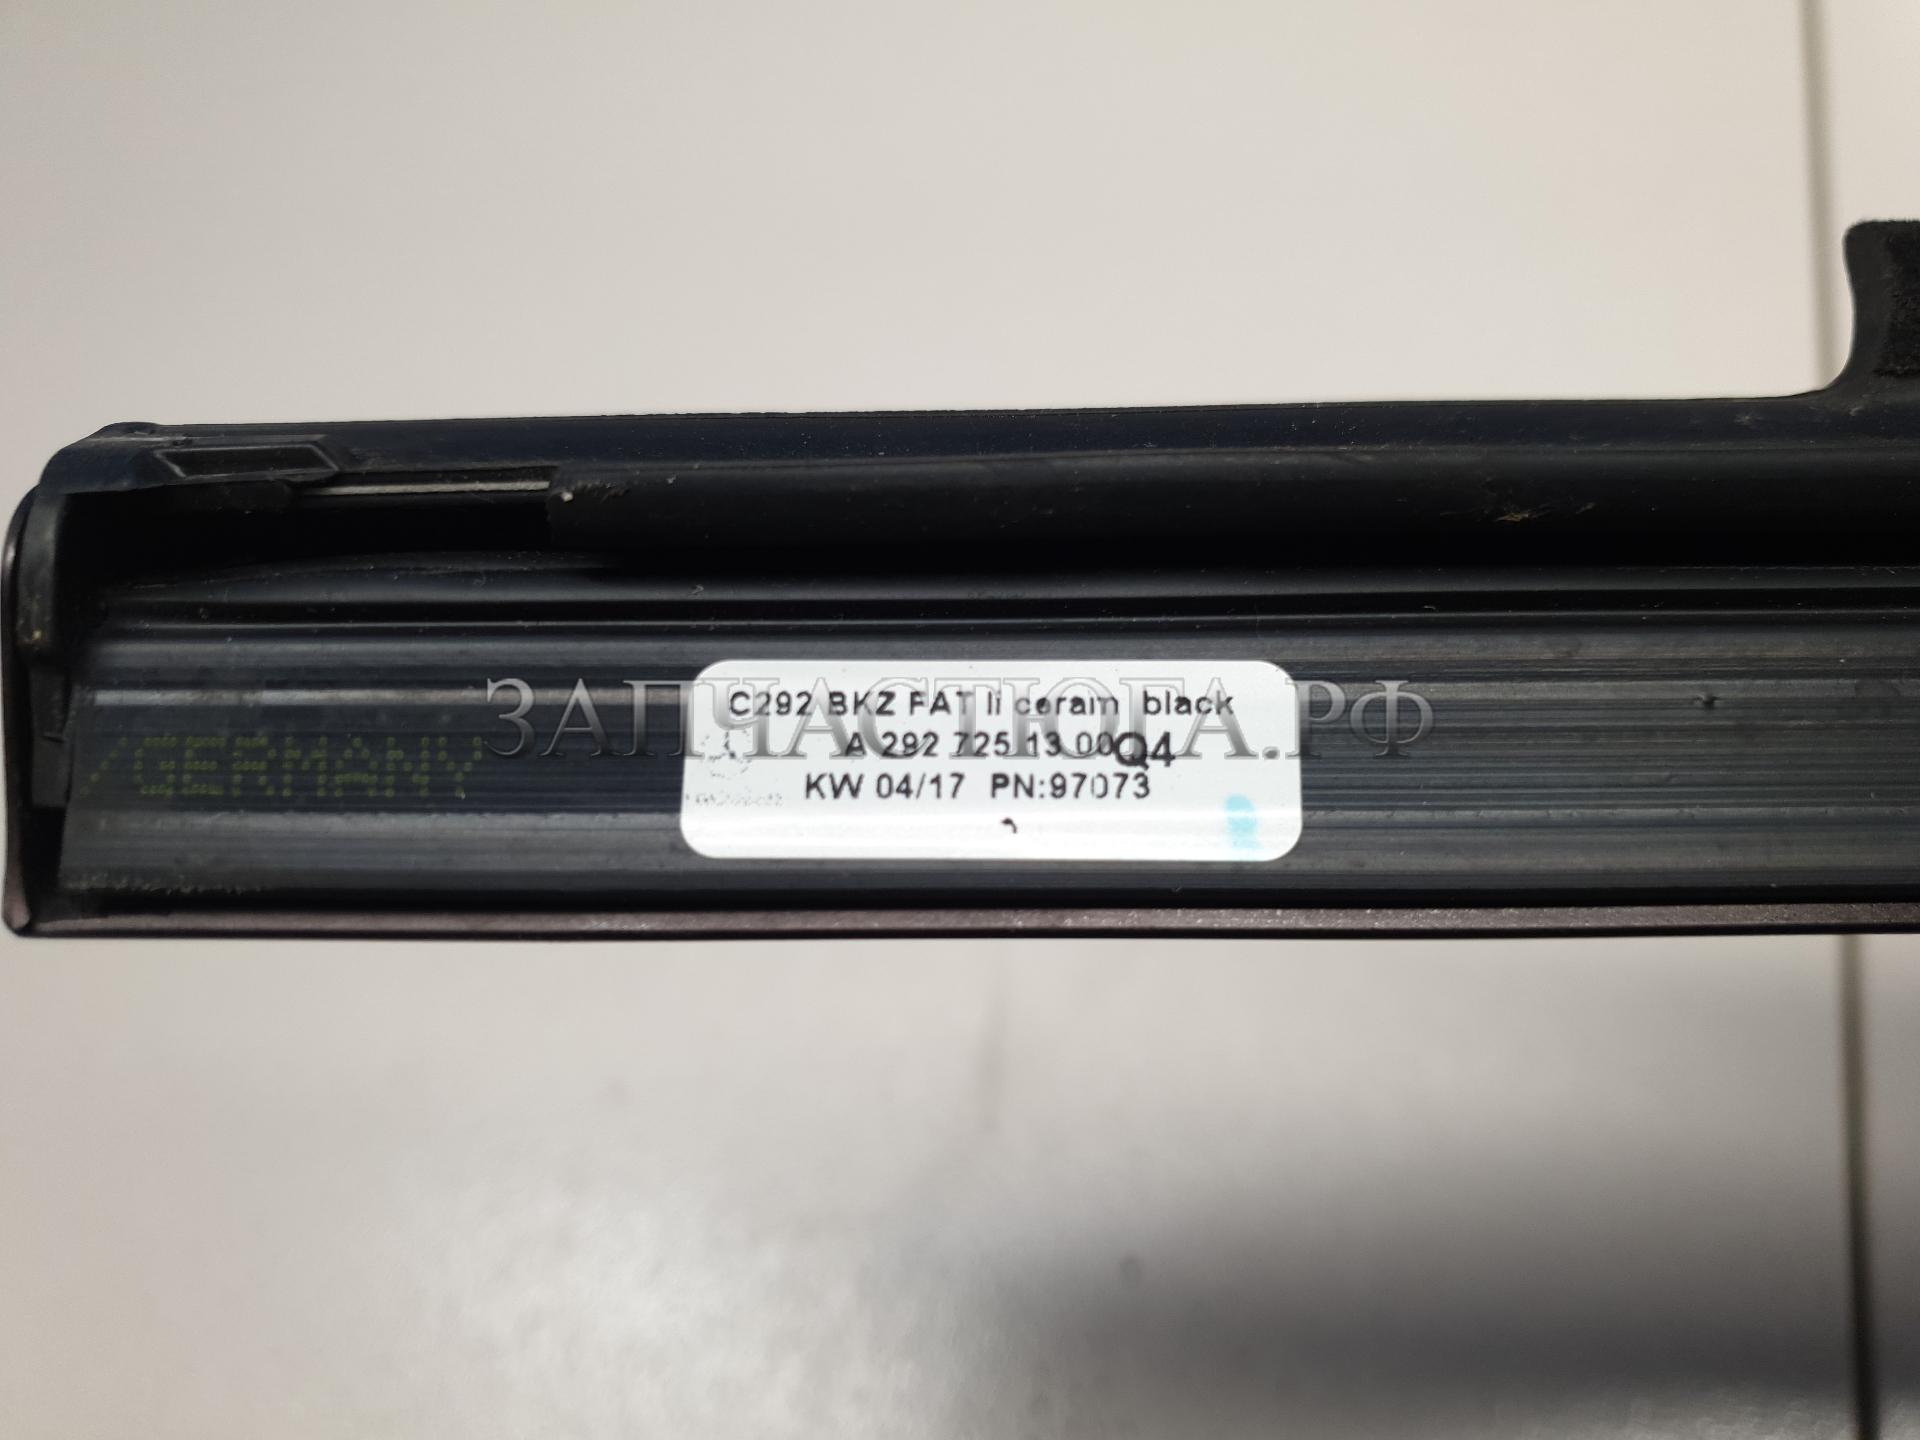 C292 BKZ FAT li ceram black
A 292 725 13 00 Q4
KW 04/17 PN:97073
/GERMANY
ЗАПЧАСТЮГА.РФ